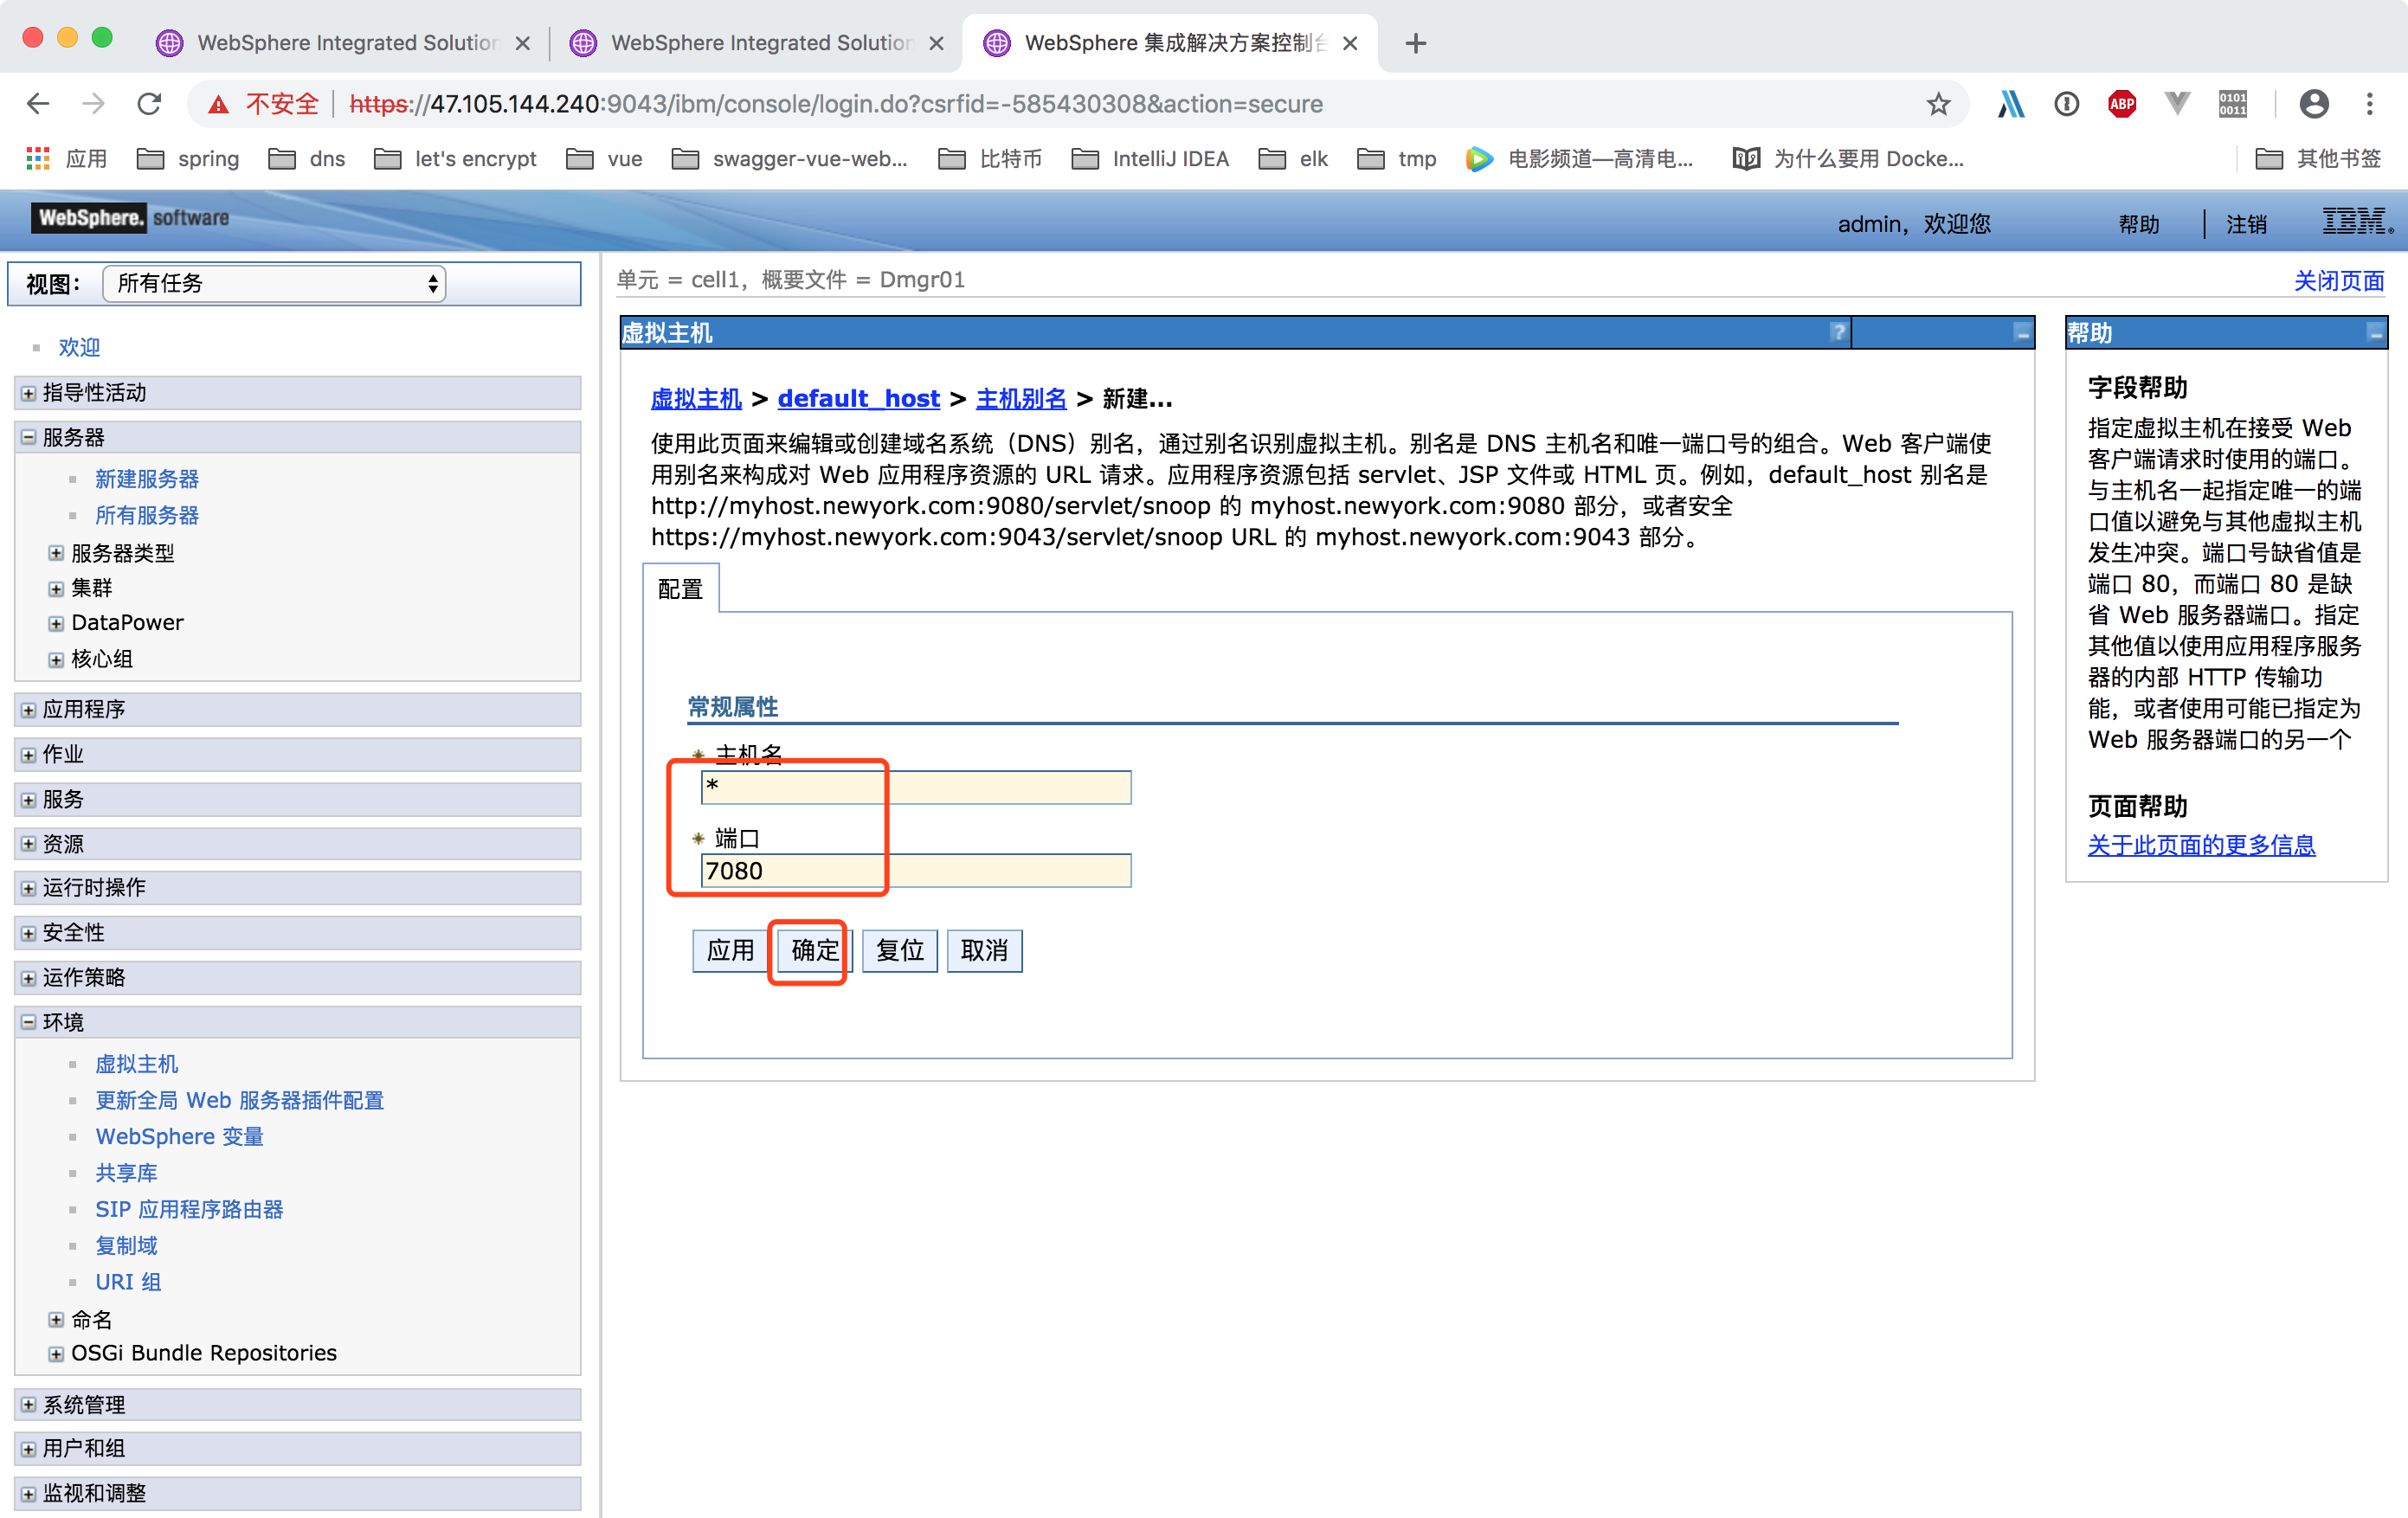 WebSphere Integrated Solution
WebSphere Integrated Solution
WebSphere 集成解决方案控制台
不安全 | https://47.105.144.240:9043/ibm/console/login.do?csrfid=-585430308&action=secure
ABP
0101
0011
应用 spring dns let's encrypt vue swagger-vue-web... 比特币 IntelliJ IDEA elk tmp 电影频道—高清电... 为什么要用 Docke... 其他书签
WebSphere. software
admin，欢迎您 帮助 | 注销 IBM®
视图： 所有任务
欢迎
指导性活动
服务器
新建服务器
所有服务器
服务器类型
集群
DataPower
核心组
应用程序
作业
服务
资源
运行时操作
安全性
运作策略
环境
虚拟主机
更新全局 Web 服务器插件配置
WebSphere 变量
共享库
SIP 应用程序路由器
复制域
URI 组
命名
OSGi Bundle Repositories
系统管理
用户和组
监视和调整
单元 = cell1，概要文件 = Dmgr01
关闭页面
虚拟主机 ?
虚拟主机 > default_host > 主机别名 > 新建...
使用此页面来编辑或创建域名系统（DNS）别名，通过别名识别虚拟主机。别名是 DNS 主机名和唯一端口号的组合。Web 客户端使
用别名来构成对 Web 应用程序资源的 URL 请求。应用程序资源包括 servlet、JSP 文件或 HTML 页。例如，default_host 别名是
http://myhost.newyork.com:9080/servlet/snoop 的 myhost.newyork.com:9080 部分，或者安全
https://myhost.newyork.com:9043/servlet/snoop URL 的 myhost.newyork.com:9043 部分。
配置
常规属性
* 主机名
*
* 端口
7080
应用 确定 复位 取消
帮助
字段帮助
指定虚拟主机在接受 Web
客户端请求时使用的端口。
与主机名一起指定唯一的端
口值以避免与其他虚拟主机
发生冲突。端口号缺省值是
端口 80，而端口 80 是缺
省 Web 服务器端口。指定
其他值以使用应用程序服务
器的内部 HTTP 传输功
能，或者使用可能已指定为
Web 服务器端口的另一个
页面帮助
关于此页面的更多信息